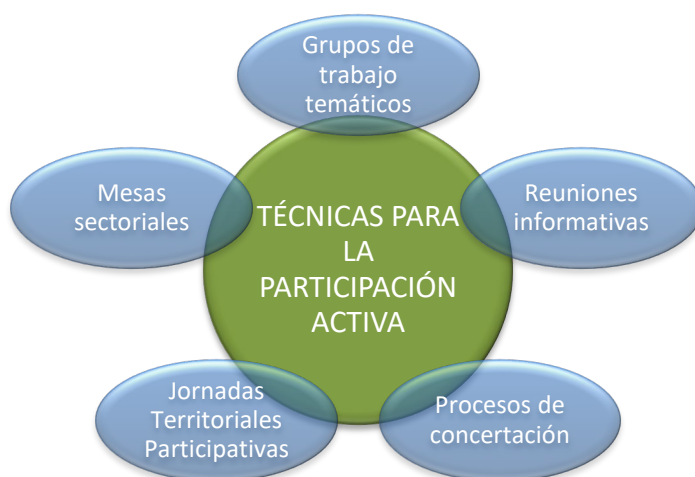 Grupos de
trabajo
temáticos
Mesas
sectoriales
Reuniones
informativas
TÉCNICAS PARA
LA
PARTICIPACIÓN
ACTIVA
Jornadas
Territoriales
Participativas
Procesos de
concertación